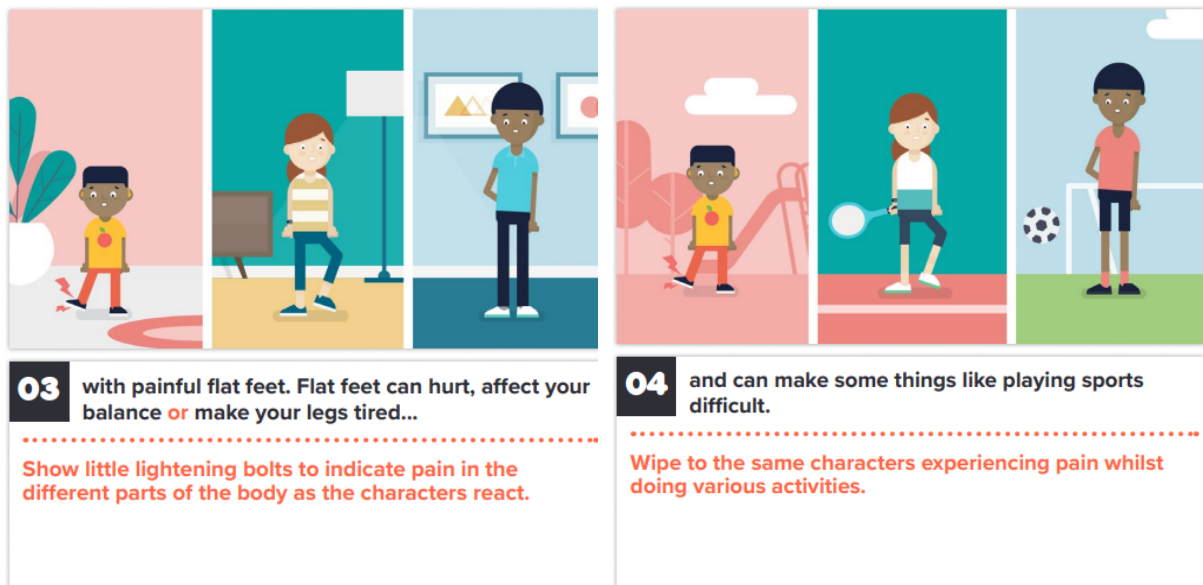 03
with painful flat feet. Flat feet can hurt, affect your
balance or make your legs tired...
Show little lightening bolts to indicate pain in the
different parts of the body as the characters react.
04
and can make some things like playing sports
difficult.
Wipe to the same characters experiencing pain whilst
doing various activities.